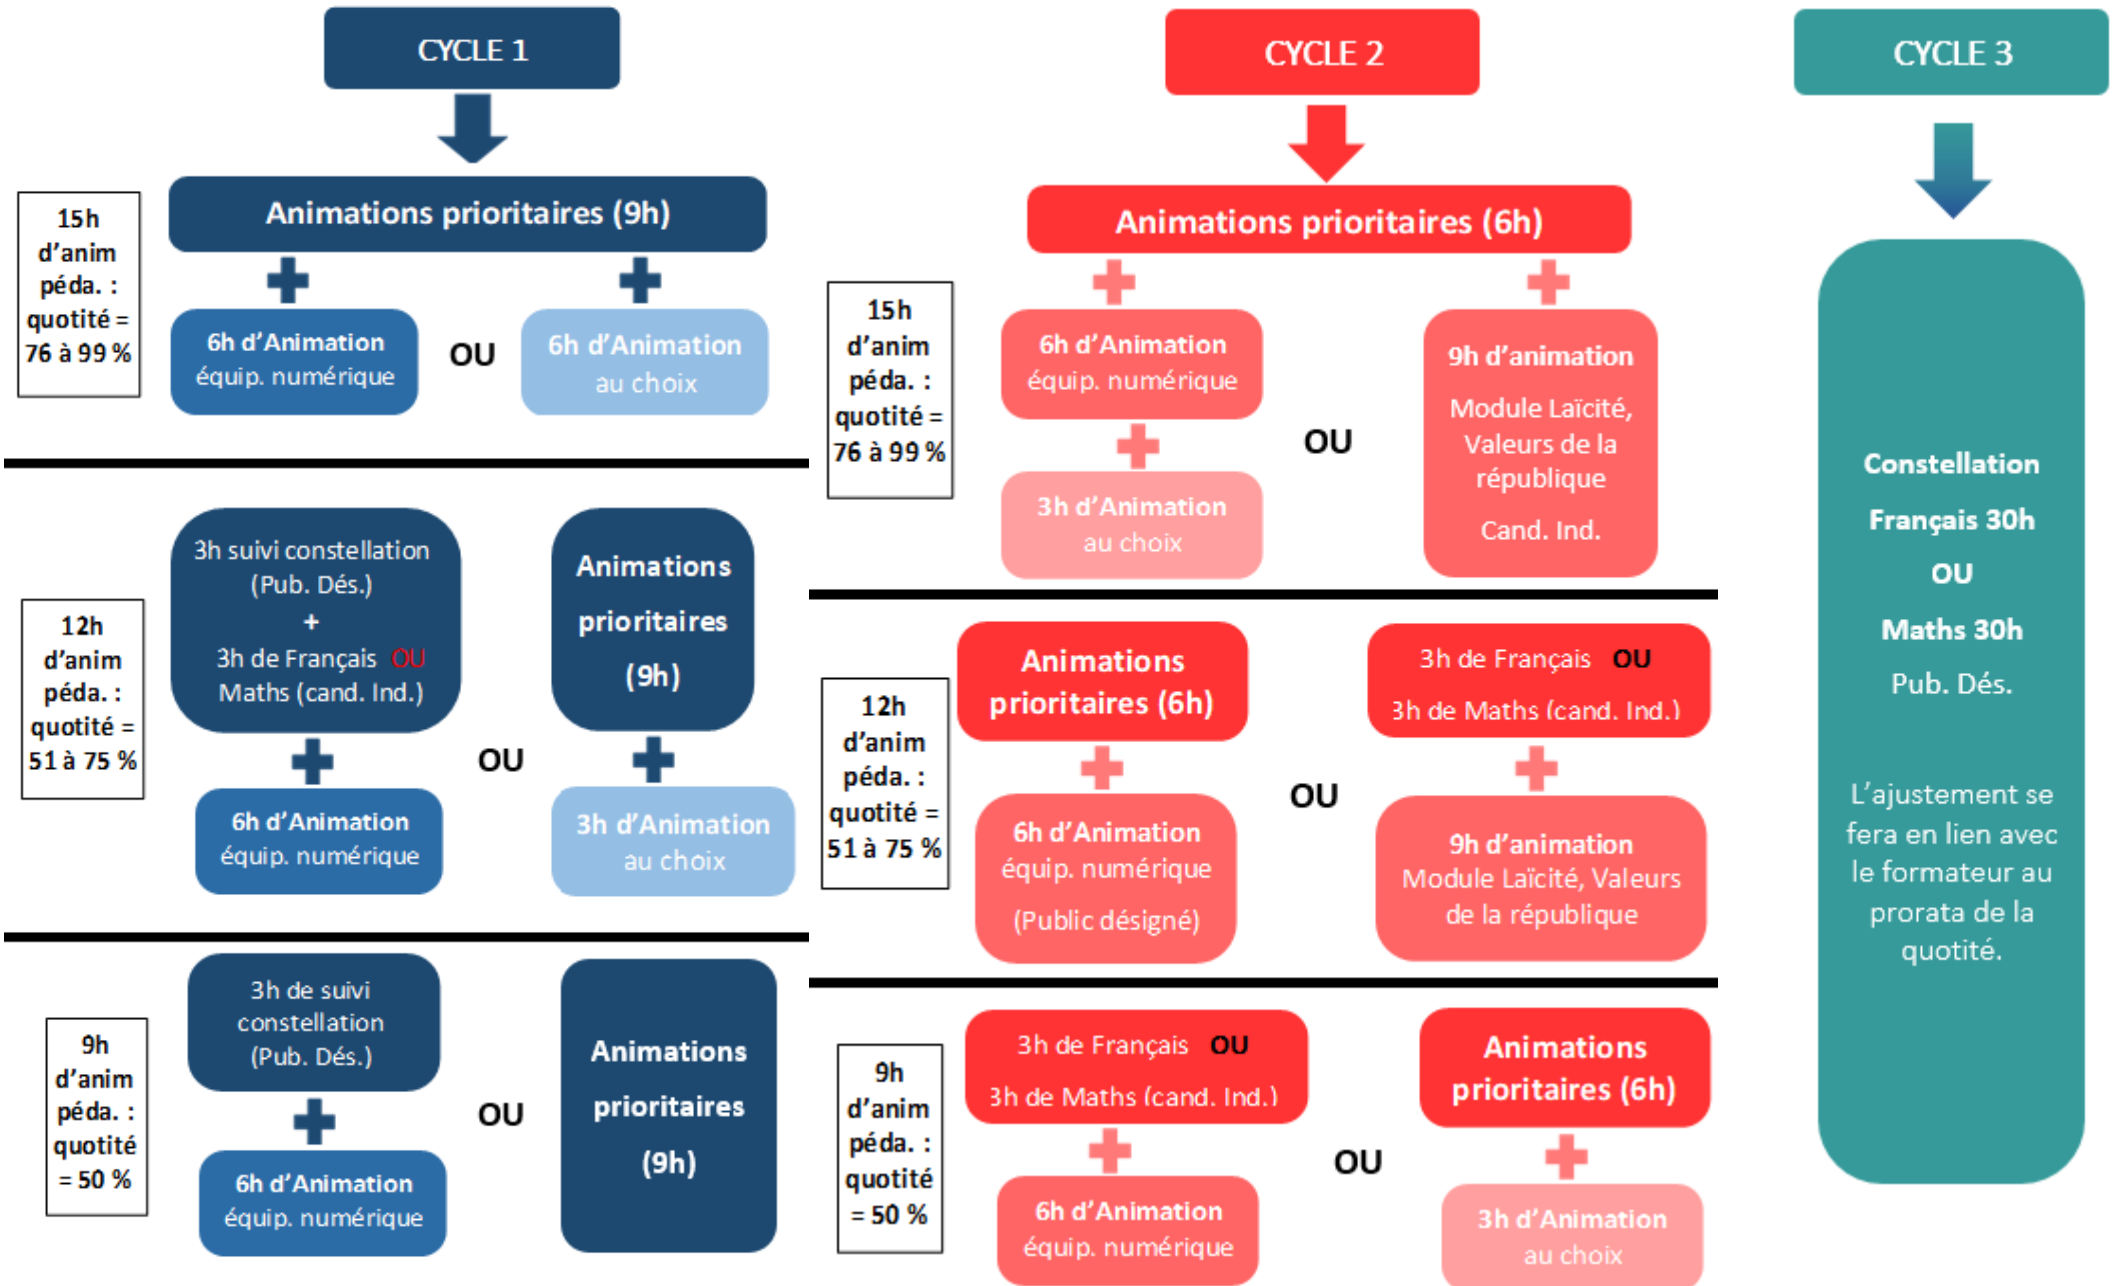 CYCLE 1
Animations prioritaires (9h)
15h
d'anim
péda. :
quotité =
76 à 99 %
6h d'Animation
équip. numérique
OU
6h d'Animation
au choix
3h suivi constellation
(Pub. Dés.)
+
3h de Français OU
Maths (cand. Ind.)
Animations
prioritaires
(9h)
12h
d'anim
péda. :
quotité =
51 à 75 %
OU
6h d'Animation
équip. numérique
3h d'Animation
au choix
3h de suivi
constellation
(Pub. Dés.)
Animations
prioritaires
(9h)
9h
d'anim
péda. :
quotité
= 50 %
OU
6h d'Animation
équip. numérique
CYCLE 2
Animations prioritaires (6h)
15h
d'anim
péda. :
quotité =
76 à 99 %
6h d'Animation
équip. numérique
3h d'Animation
au choix
OU
9h d'animation
Module Laïcité,
Valeurs de la
république
Cand. Ind.
Animations
prioritaires (6h)
3h de Français OU
3h de Maths (cand. Ind.)
12h
d'anim
péda. :
quotité =
51 à 75 %
OU
6h d'Animation
équip. numérique
(Public désigné)
9h d'animation
Module Laïcité, Valeurs
de la république
3h de Français OU
3h de Maths (cand. Ind.)
Animations
prioritaires (6h)
9h
d'anim
péda. :
quotité
= 50 %
OU
6h d'Animation
équip. numérique
3h d'Animation
au choix
CYCLE 3
Constellation
Français 30h
OU
Maths 30h
Pub. Dés.
L'ajustement se
fera en lien avec
le formateur au
prorata de la
quotité.